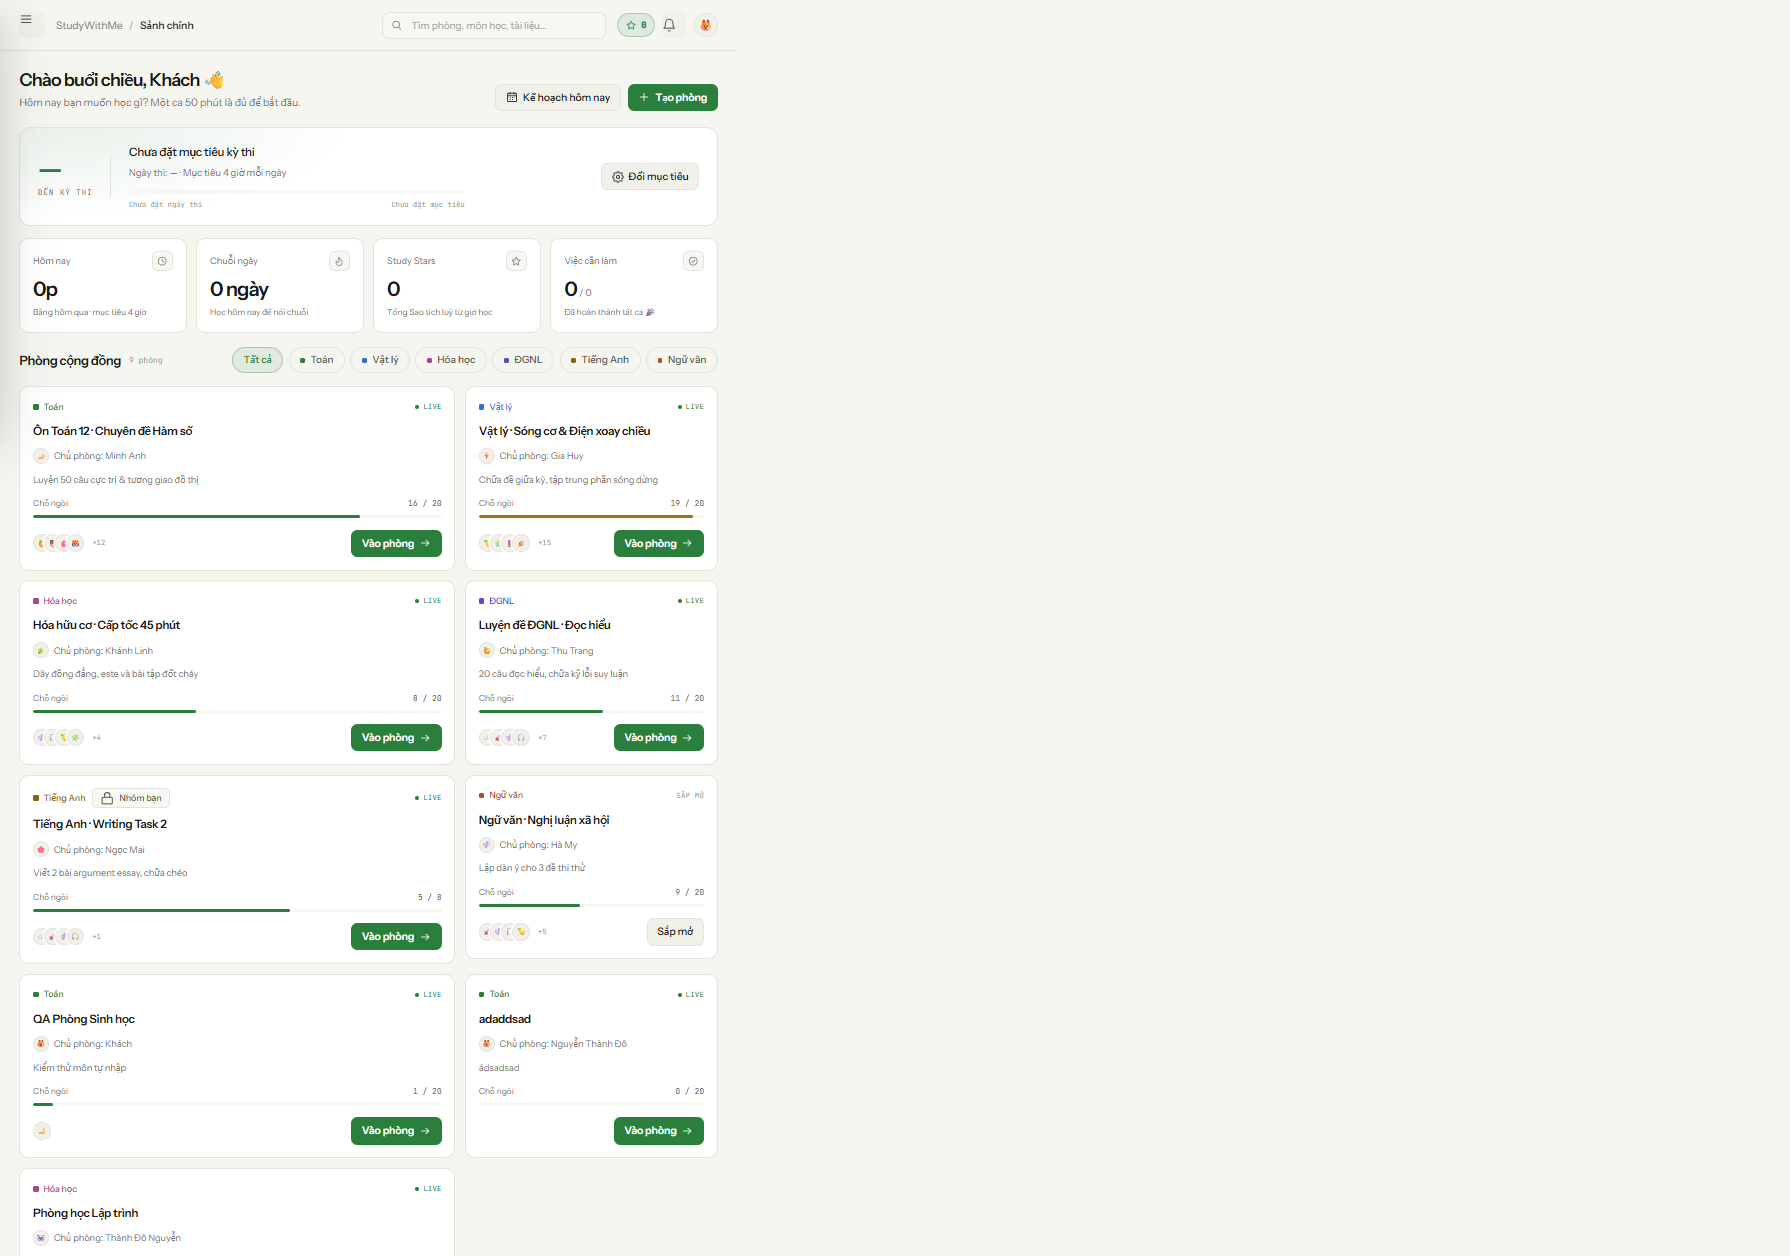 StudyWithMe / Sảnh chính
Tìm phòng, môn học, tài liệu...
0
Chào buổi chiều, Khách 👋
Hôm nay bạn muốn học gì? Một ca 50 phút là đủ để bắt đầu.
Kế hoạch hôm nay
+ Tạo phòng
—
ĐẾN KỲ THI
Chưa đặt mục tiêu kỳ thi
Ngày thi: — · Mục tiêu 4 giờ mỗi ngày
Chưa đặt ngày thi
Chưa đặt mục tiêu
Đổi mục tiêu
Hôm nay
0p
Bằng hôm qua · mục tiêu 4 giờ
Chuỗi ngày
0 ngày
Học hôm nay để nối chuỗi
Study Stars
0
Tổng Sao tích luỹ từ giờ học
Việc cần làm
0 / 0
Đã hoàn thành tất cả 🎉
Phòng cộng đồng 9 phòng
Tất cả
Toán
Vật lý
Hóa học
ĐGNL
Tiếng Anh
Ngữ văn
Toán
LIVE
Ôn Toán 12 · Chuyên đề Hàm số
Chủ phòng: Minh Anh
Luyện 50 câu cực trị & tương giao đồ thị
Chỗ ngồi
16 / 20
+12
Vào phòng →
Vật lý
LIVE
Vật lý · Sóng cơ & Điện xoay chiều
Chủ phòng: Gia Huy
Chữa đề giữa kỳ, tập trung phần sóng dừng
Chỗ ngồi
19 / 20
+15
Vào phòng →
Hóa học
LIVE
Hóa hữu cơ · Cấp tốc 45 phút
Chủ phòng: Khánh Linh
Dãy đồng đẳng, este và bài tập đốt cháy
Chỗ ngồi
8 / 20
+4
Vào phòng →
ĐGNL
LIVE
Luyện đề ĐGNL · Đọc hiểu
Chủ phòng: Thu Trang
20 câu đọc hiểu, chữa kỹ lỗi suy luận
Chỗ ngồi
11 / 20
+7
Vào phòng →
Tiếng Anh
Nhóm bạn
LIVE
Tiếng Anh · Writing Task 2
Chủ phòng: Ngọc Mai
Viết 2 bài argument essay, chữa chéo
Chỗ ngồi
5 / 8
+1
Vào phòng →
Ngữ văn
SẮP MỞ
Ngữ văn · Nghị luận xã hội
Chủ phòng: Hà My
Lập dàn ý cho 3 đề thi thử
Chỗ ngồi
9 / 20
+5
Sắp mở
Toán
LIVE
QA Phòng Sinh học
Chủ phòng: Khách
Kiểm thử môn tự nhập
Chỗ ngồi
1 / 20
Vào phòng →
Toán
LIVE
adaddsad
Chủ phòng: Nguyễn Thành Đô
ádsadsad
Chỗ ngồi
0 / 20
Vào phòng →
Hóa học
LIVE
Phòng học Lập trình
Chủ phòng: Thành Đô Nguyễn